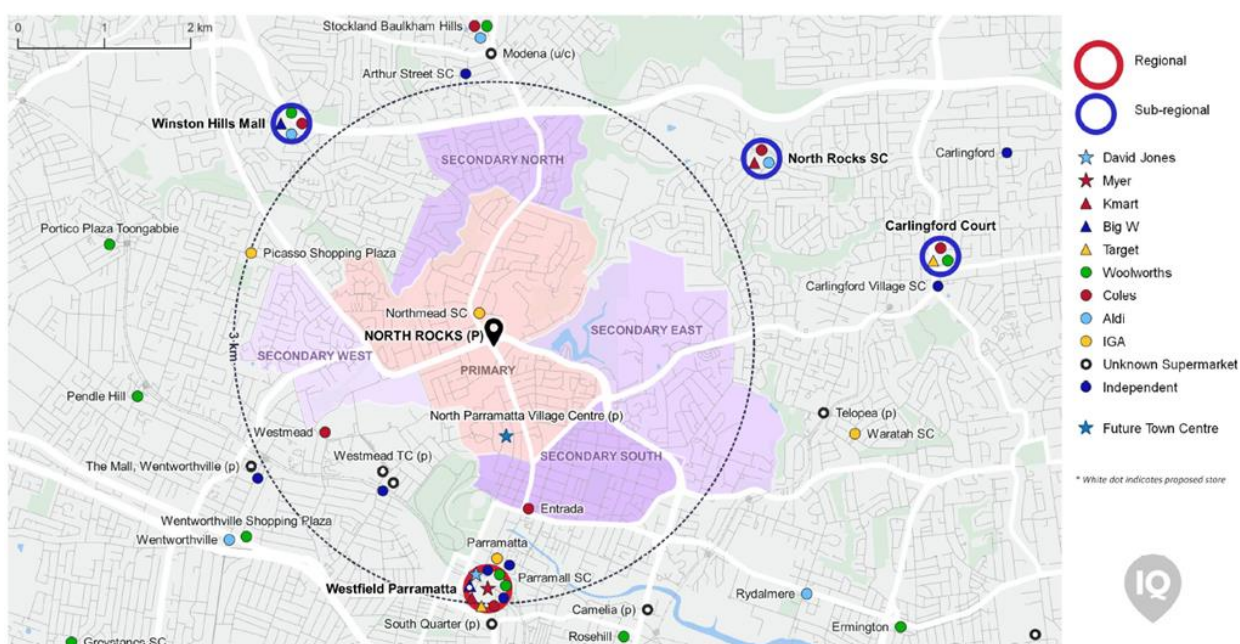 0 1 2 km
Stockland Baulkham Hills
Modena (u/c)
Arthur Street SC
Winston Hills Mall
SECONDARY NORTH
North Rocks SC
Carlingford
Portico Plaza Toongabbie
Picasso Shopping Plaza
Carlingford Court
Carlingford Village SC
Northmead SC
NORTH ROCKS (P)
SECONDARY EAST
SECONDARY WEST
3 km
PRIMARY
Pendle Hill
North Parramatta Village Centre (p)
Telopea (p)
Waratah SC
Westmead
Westmead TC (p)
SECONDARY SOUTH
The Mall, Wentworthville (p)
Entrada
Wentworthville Shopping Plaza
Wentworthville
Parramatta
Parramall SC
Westfield Parramatta
Rydalmere
Camelia (p)
South Quarter (p)
Rosehill
Ermington
Greystanes SC
Regional
Sub-regional
David Jones
Myer
Kmart
Big W
Target
Woolworths
Coles
Aldi
IGA
Unknown Supermarket
Independent
Future Town Centre
* White dot indicates proposed store
IQ